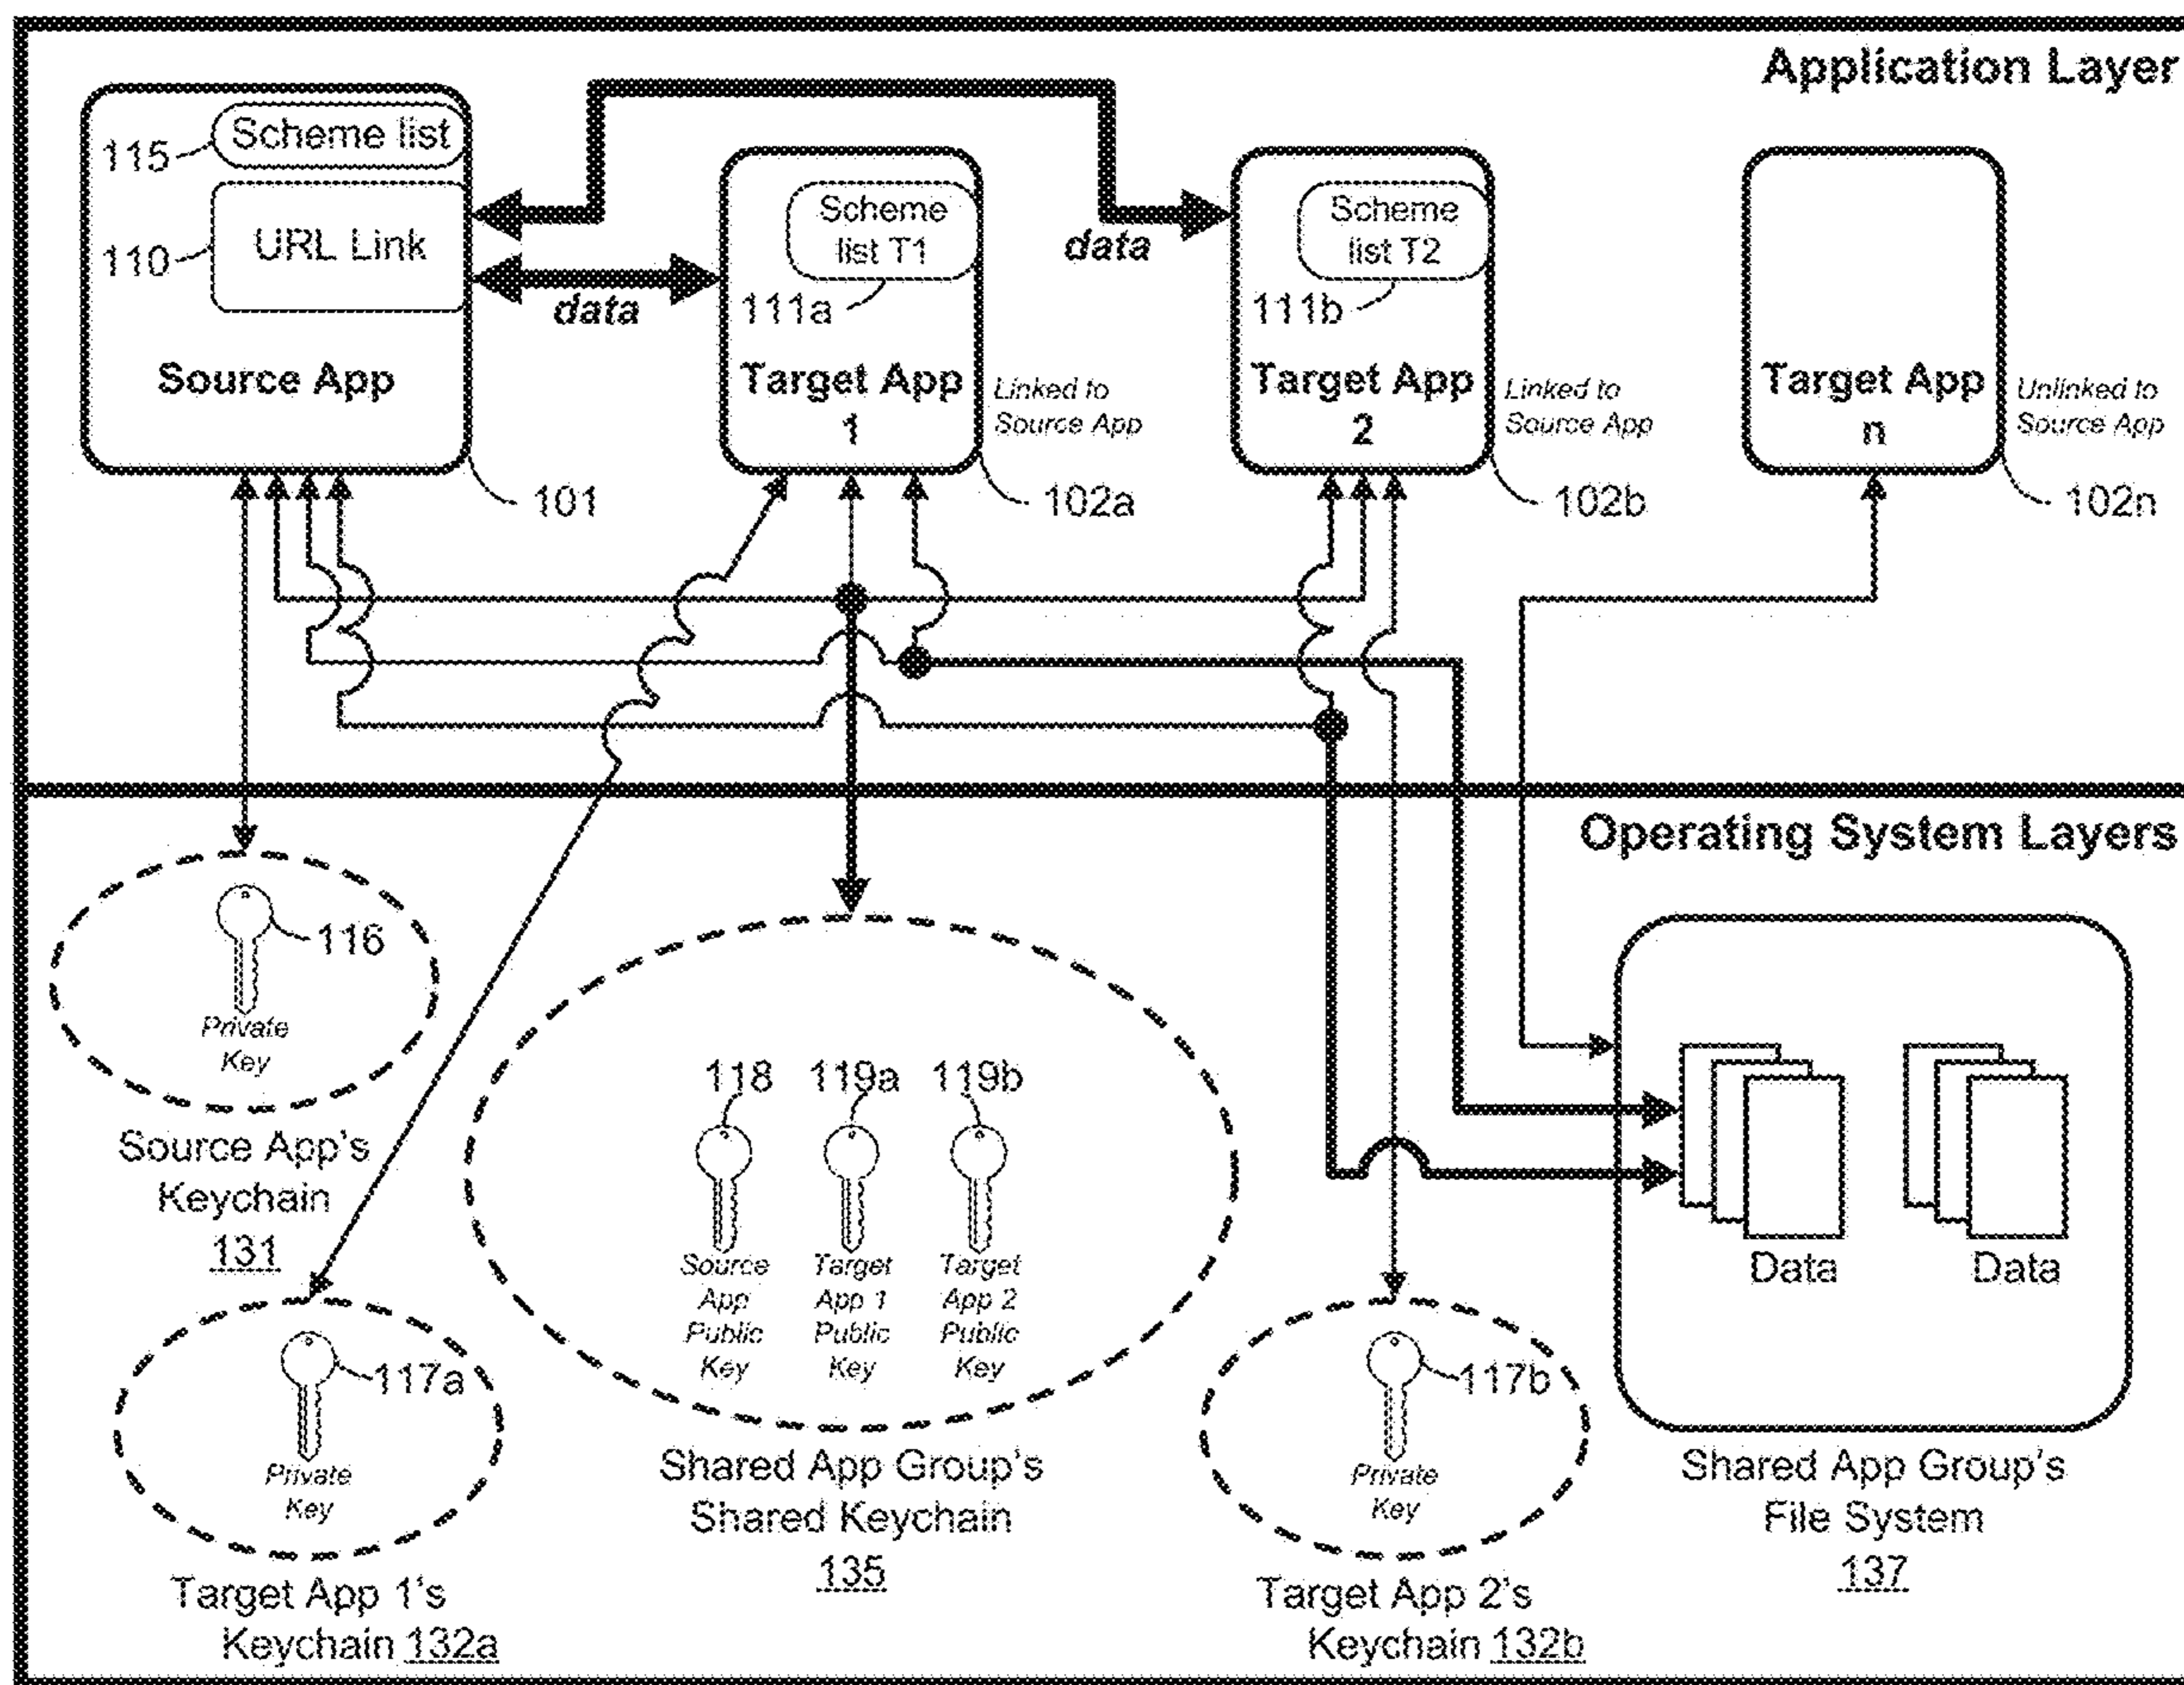 Application Layer
Scheme list
115
URL Link
110
Source App
101
data
Scheme
list T1
111a
Target App
1
Linked to
Source App
102a
data
Scheme
list T2
111b
Target App
2
Linked to
Source App
102b
Target App
n
Unlinked to
Source App
102n
Operating System Layers
116
Private
Key
Source App's
Keychain
131
117a
Private
Key
Target App 1's
Keychain 132a
118
119a
119b
Source
App
Public
Key
Target
App 1
Public
Key
Target
App 2
Public
Key
Shared App Group's
Shared Keychain
135
117b
Private
Key
Target App 2's
Keychain 132b
Data
Data
Shared App Group's
File System
137